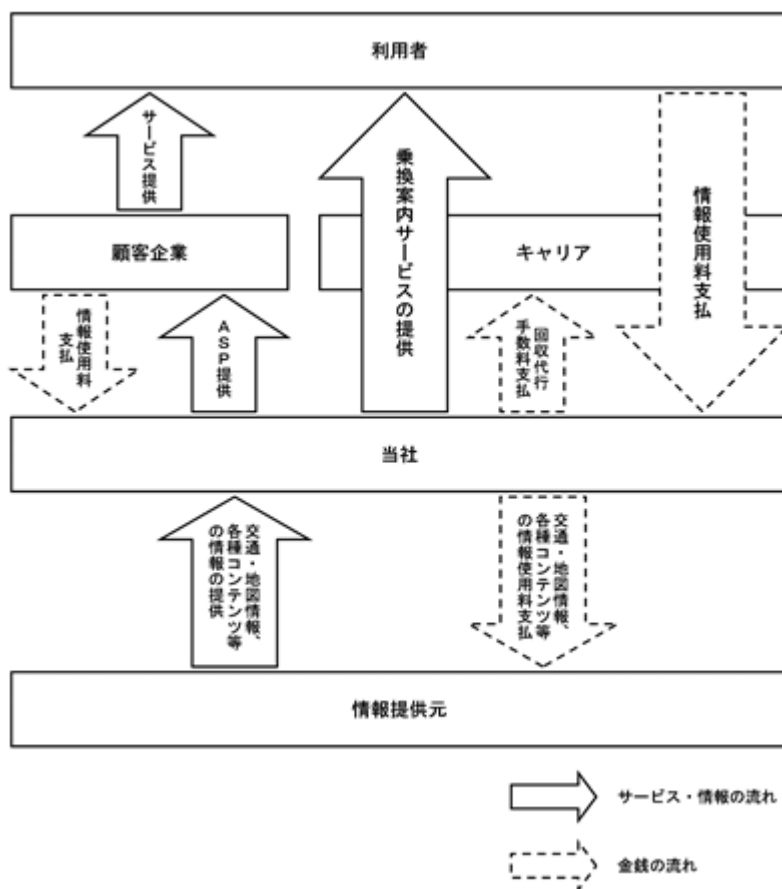 利用者
サービス提供
乗換案内サービスの提供
情報使用料支払
顧客企業
キャリア
情報使用料
支払
ASP提供
回収代行
手数料支払
当社
交通・地図情報、
各種コンテンツ等
の情報の提供
交通・地図情報、
各種コンテンツ等
の情報使用料支払
情報提供元
サービス・情報の流れ
金銭の流れ